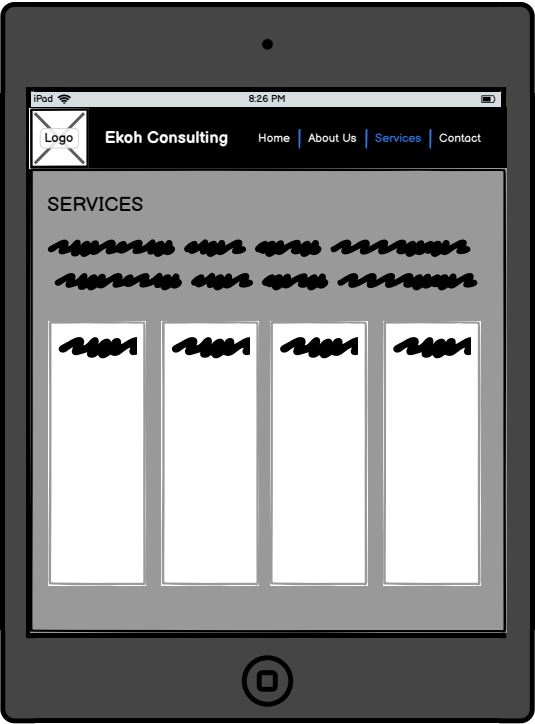 iPad 8:26 PM
Logo Ekoh Consulting Home About Us Services Contact
SERVICES